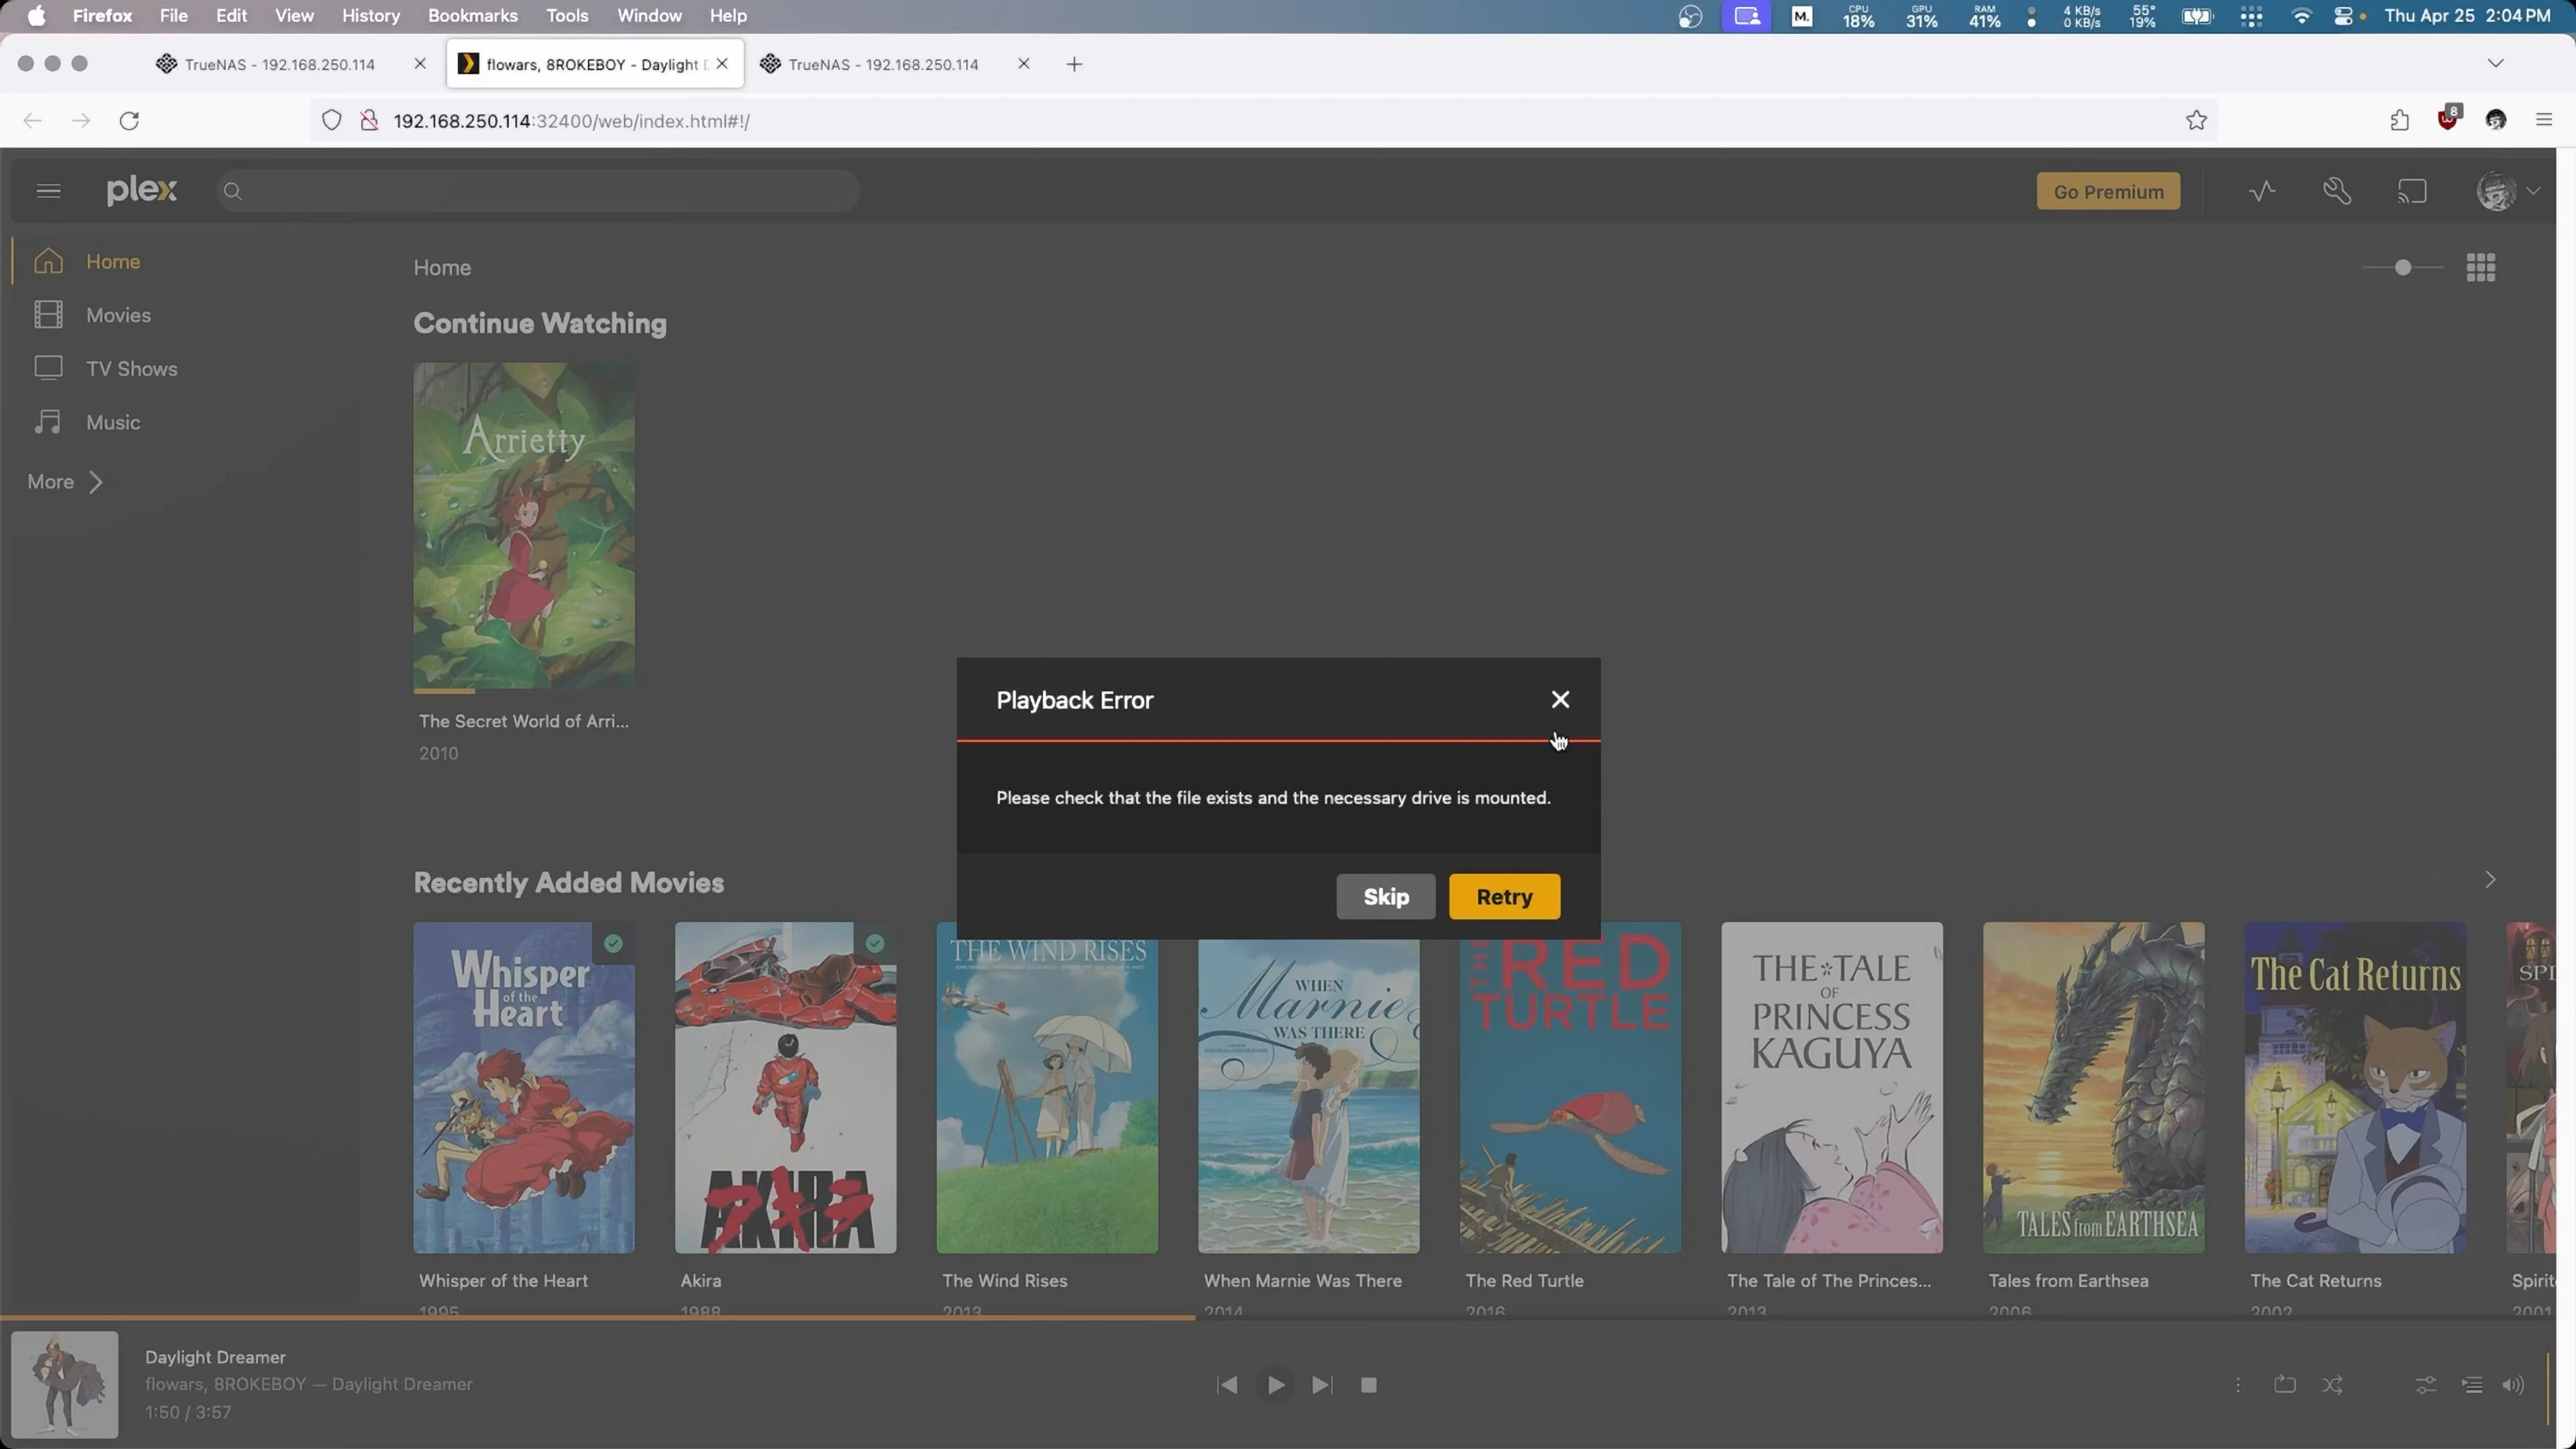 Firefox File Edit View History Bookmarks Tools Window Help
M. CPU 18% GPU 31% RAM 41% 4 KB/s 0 KB/s 55° 19% Thu Apr 25 2:04 PM
TrueNAS - 192.168.250.114
flowars, 8ROKEBOY - Daylight
TrueNAS - 192.168.250.114
192.168.250.114:32400/web/index.html#!/
8
plex
Go Premium
Home
Movies
TV Shows
Music
More
Home
Continue Watching
Arrietty
The Secret World of Arri...
2010
Playback Error
Please check that the file exists and the necessary drive is mounted.
Skip
Retry
Recently Added Movies
Whisper
of the
Heart
AKIRA
アキラ
THE WIND RISES
WHEN
Marnie
WAS THERE
THE RED
TURTLE
THE TALE
OF
PRINCESS
KAGUYA
TALES from EARTHSEA
The Cat Returns
SPI
Whisper of the Heart
1995
Akira
1988
The Wind Rises
2013
When Marnie Was There
2014
The Red Turtle
2016
The Tale of The Princes...
2013
Tales from Earthsea
2006
The Cat Returns
2002
Spirit
2001
Daylight Dreamer
flowars, 8ROKEBOY — Daylight Dreamer
1:50 / 3:57